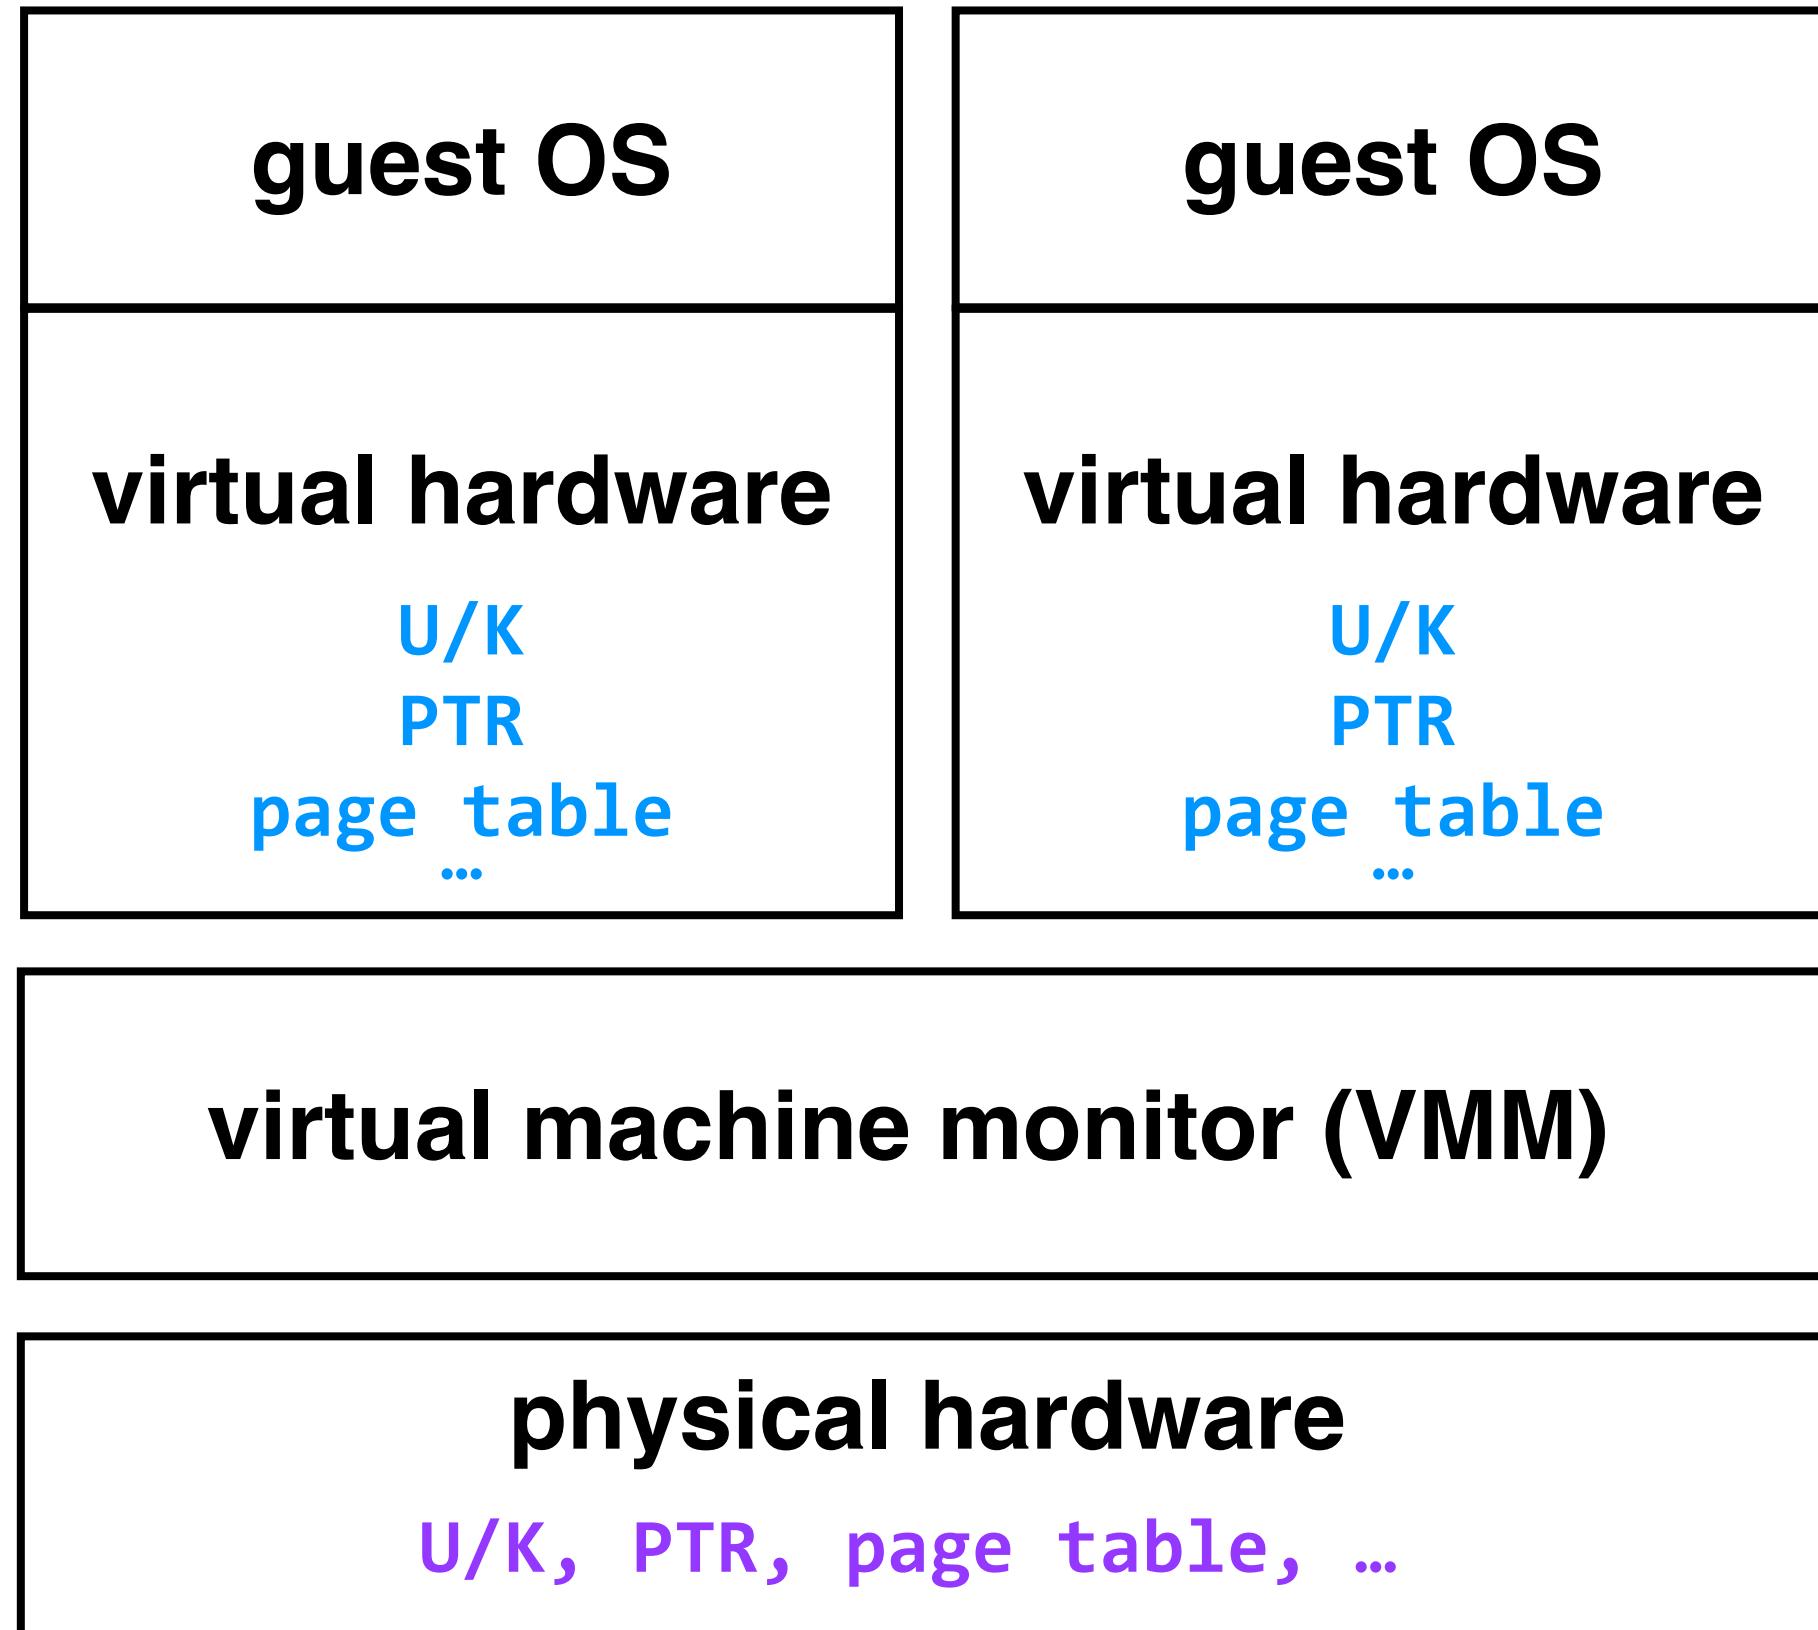 guest OS
guest OS
virtual hardware
U/K
PTR
page table
…
virtual hardware
U/K
PTR
page table
…
virtual machine monitor (VMM)
physical hardware
U/K, PTR, page table, …